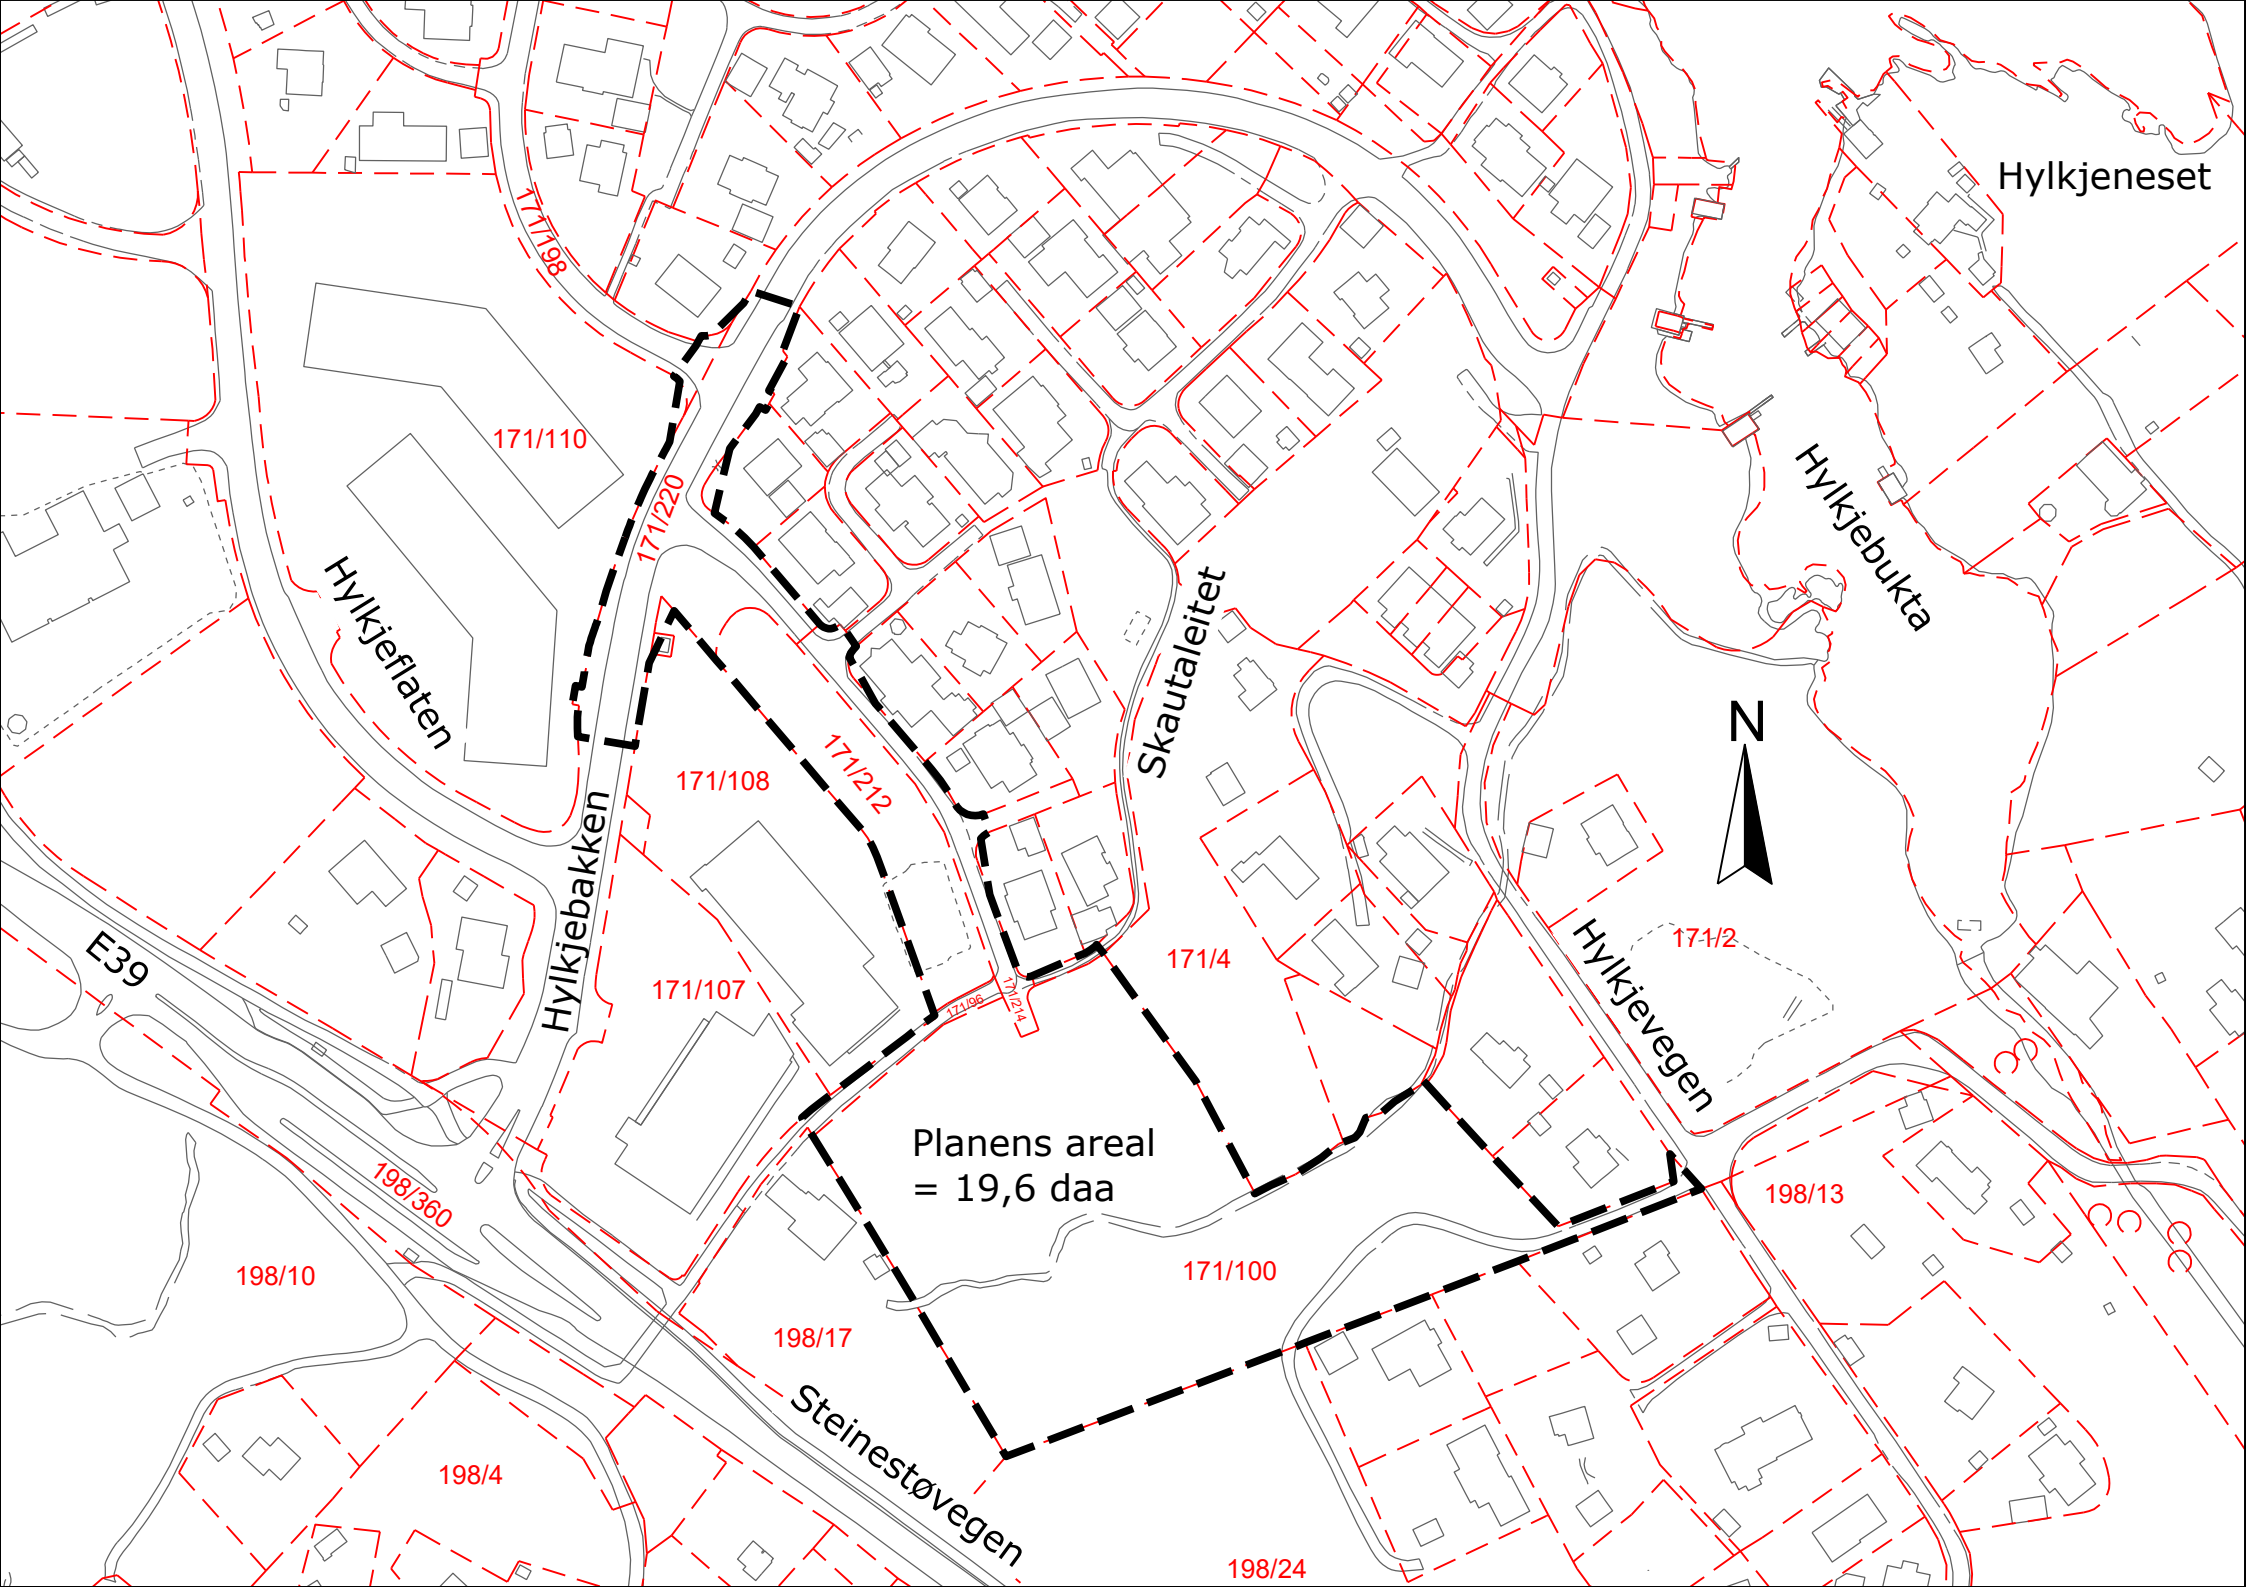 Hylkjeneset
171/198
171/110
171/220
Hylkjebukta
Hylkjeflaten
Skautaleitet
N
171/108
171/212
Hylkjebakken
E39
171/107
171/96
171/214
171/4
171/2
Hylkjevegen
Planens areal
= 19,6 daa
198/360
198/13
198/10
171/100
198/17
Steinestøvegen
198/4
198/24